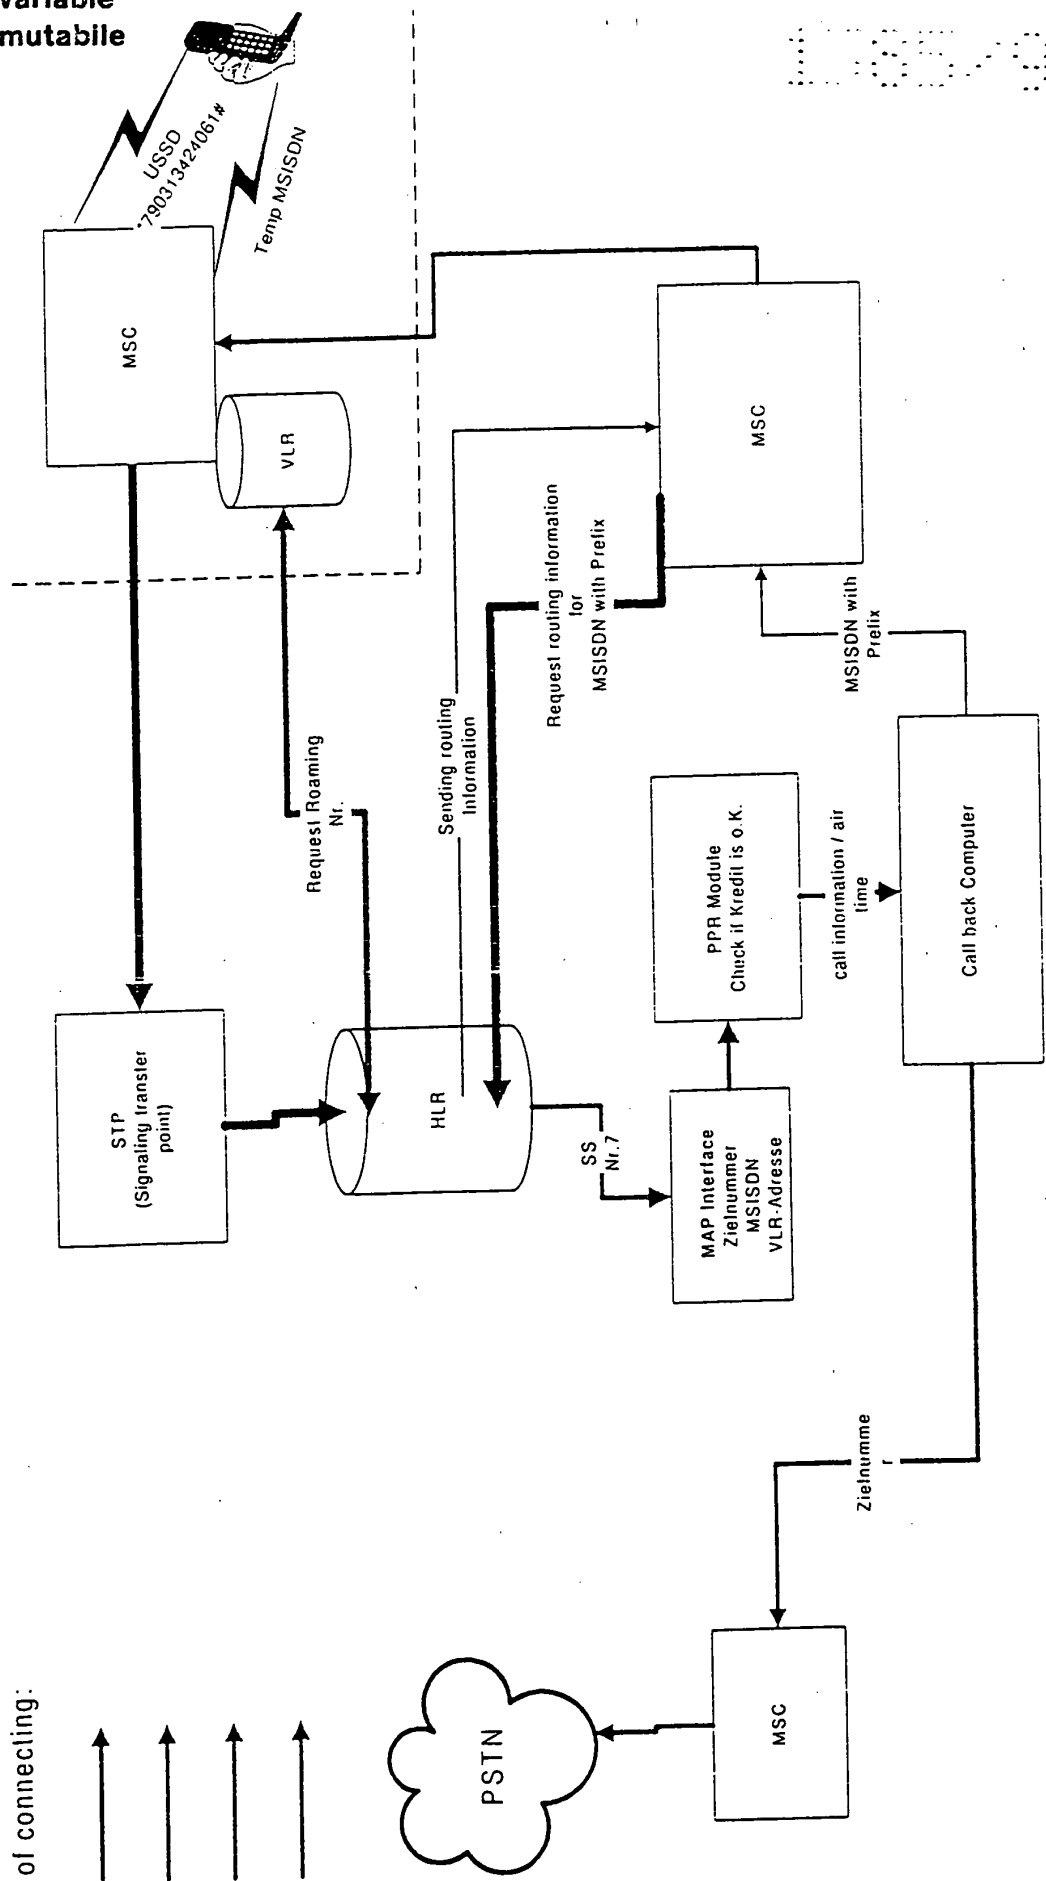 variable
mutabile
USSD
*790313424061#
Temp MSISDN
MSC
VLR
STP
(Signaling transfer
point)
Request Roaming
Nr.
Sending routing
Information
Request routing information
for
MSISDN with Prefix
MSC
HLR
SS
Nr.7
MAP Interface
Zielnummer
MSISDN
VLR-Adresse
PPR Module
Check if Kredit is o.K.
call information / air
time
Call back Computer
MSISDN with
Prefix
Zielnumme
r
MSC
PSTN
of connecting: